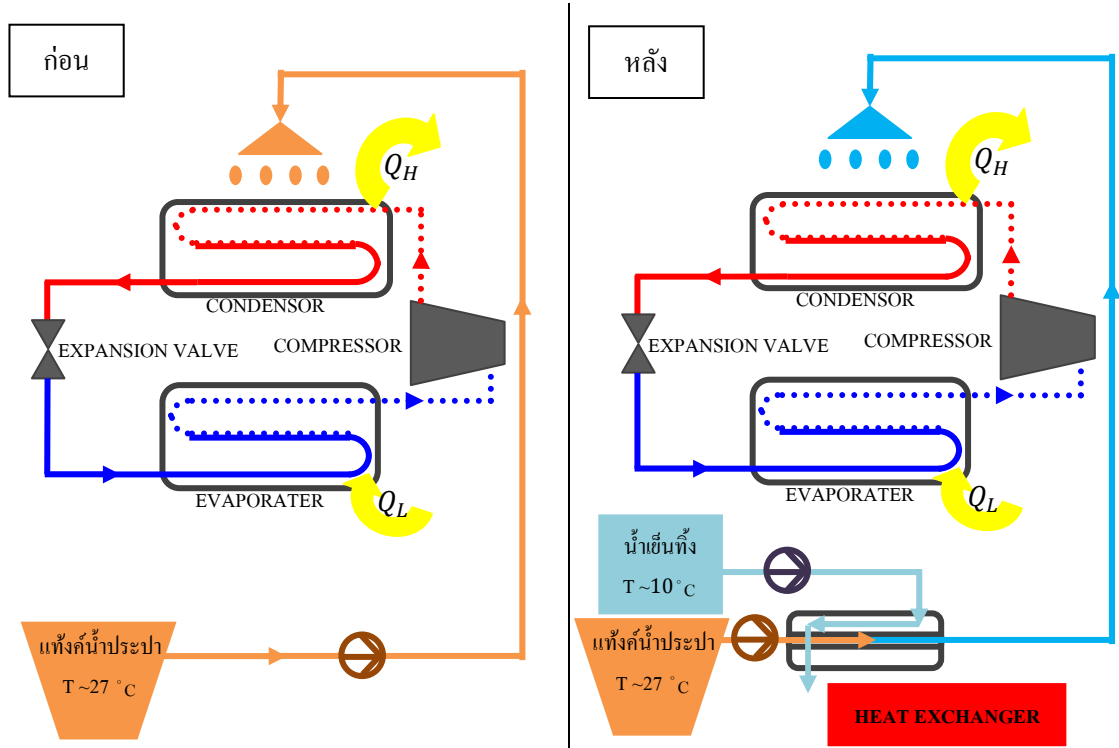 ก่อน
Q_H
CONDENSOR
EXPANSION VALVE
COMPRESSOR
EVAPORATER
Q_L
แท้งค์น้ำประปา
T ~27 °C
หลัง
Q_H
CONDENSOR
EXPANSION VALVE
COMPRESSOR
EVAPORATER
Q_L
น้ำเข็นทิ้ง
T ~10 °C
แท้งค์น้ำประปา
T ~27 °C
HEAT EXCHANGER